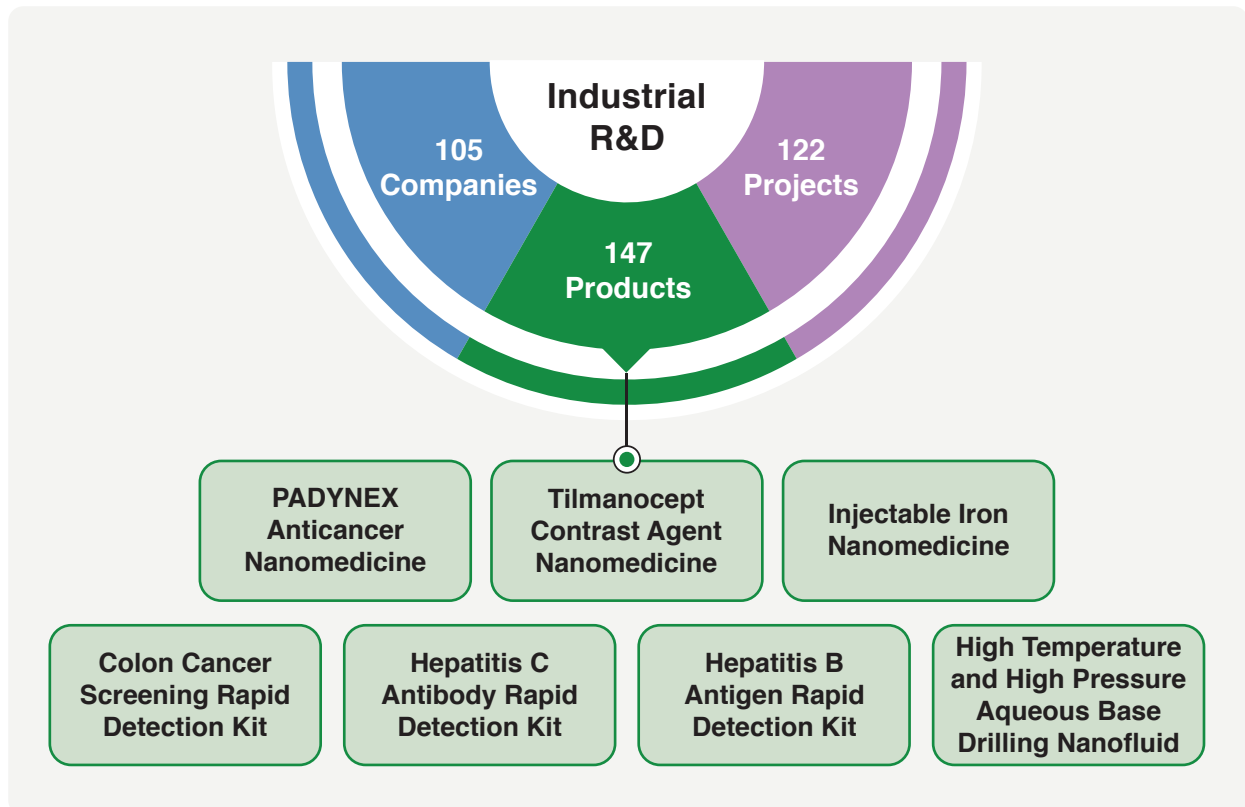 Industrial
R&D
105
Companies
122
Projects
147
Products
PADYNEX
Anticancer
Nanomedicine
Tilmanocept
Contrast Agent
Nanomedicine
Injectable Iron
Nanomedicine
Colon Cancer
Screening Rapid
Detection Kit
Hepatitis C
Antibody Rapid
Detection Kit
Hepatitis B
Antigen Rapid
Detection Kit
High Temperature
and High Pressure
Aqueous Base
Drilling Nanofluid